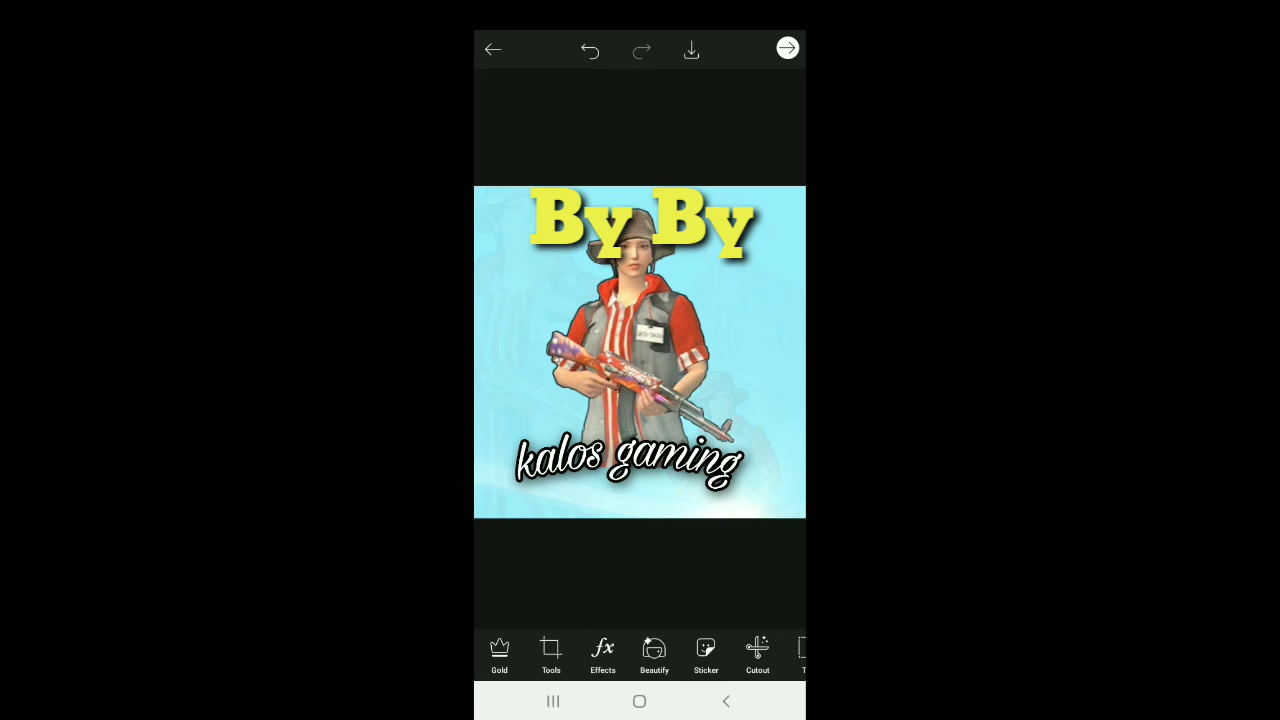 By By
kalos gaming
Gold
Tools
Effects
Beautify
Sticker
Cutout